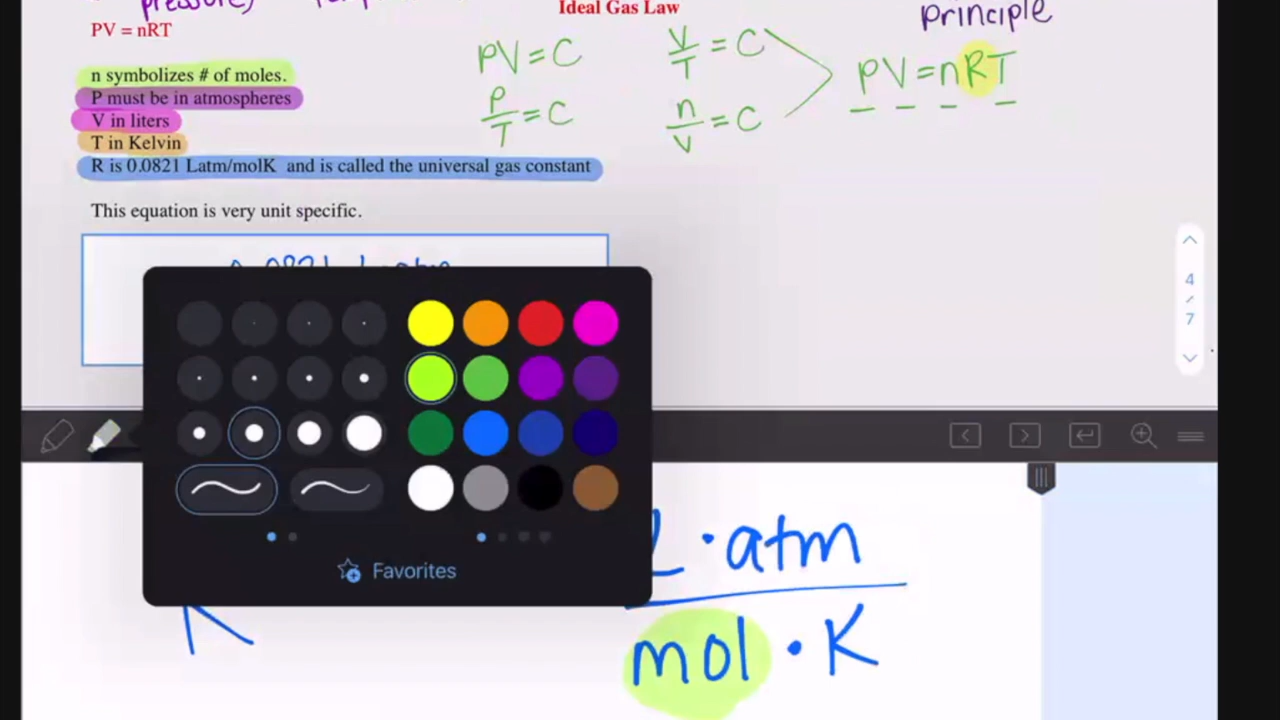 Ideal Gas Law
principle
PV = nRT
PV = C
V/T = C
PV = nRT
n symbolizes # of moles.
P must be in atmospheres
P/T = C
n/V = C
V in liters
T in Kelvin
R is 0.0821 Latm/molK and is called the universal gas constant
This equation is very unit specific.
4
/
7
Favorites
· atm
mol · K